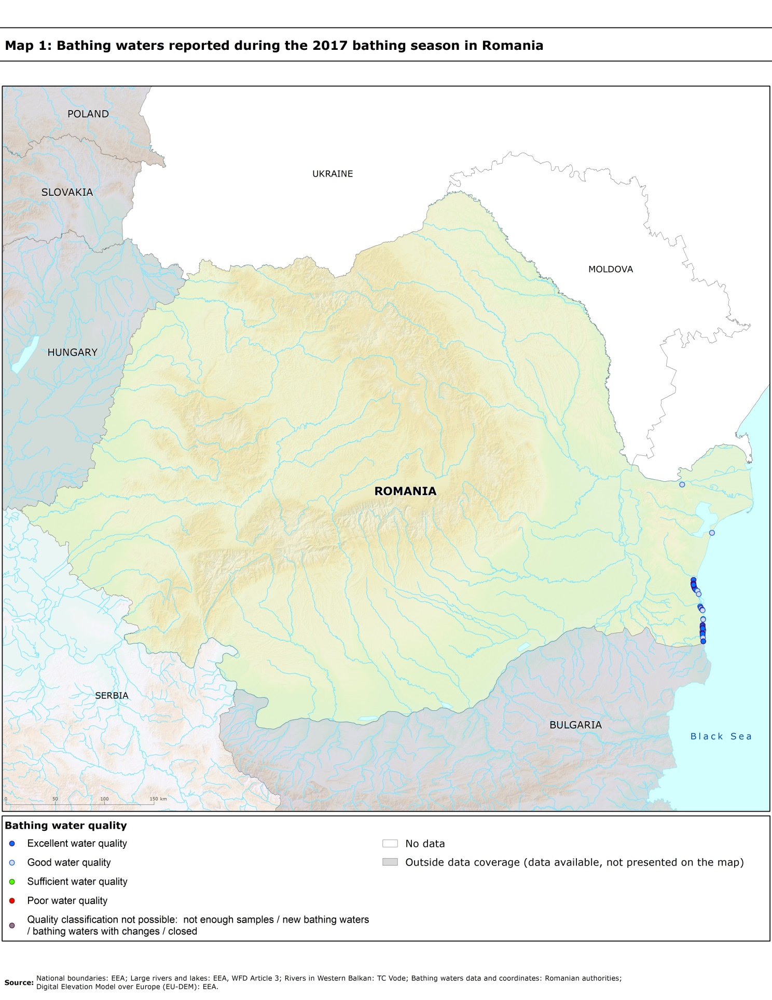 Map 1: Bathing waters reported during the 2017 bathing season in Romania
POLAND
UKRAINE
SLOVAKIA
MOLDOVA
HUNGARY
ROMANIA
SERBIA
BULGARIA
Black Sea
0 50 100 150 km
Bathing water quality
Excellent water quality
Good water quality
Sufficient water quality
Poor water quality
Quality classification not possible: not enough samples / new bathing waters
/ bathing waters with changes / closed
No data
Outside data coverage (data available, not presented on the map)
Source: National boundaries: EEA; Large rivers and lakes: EEA, WFD Article 3; Rivers in Western Balkan: TC Vode; Bathing waters data and coordinates: Romanian authorities;
Digital Elevation Model over Europe (EU-DEM): EEA.